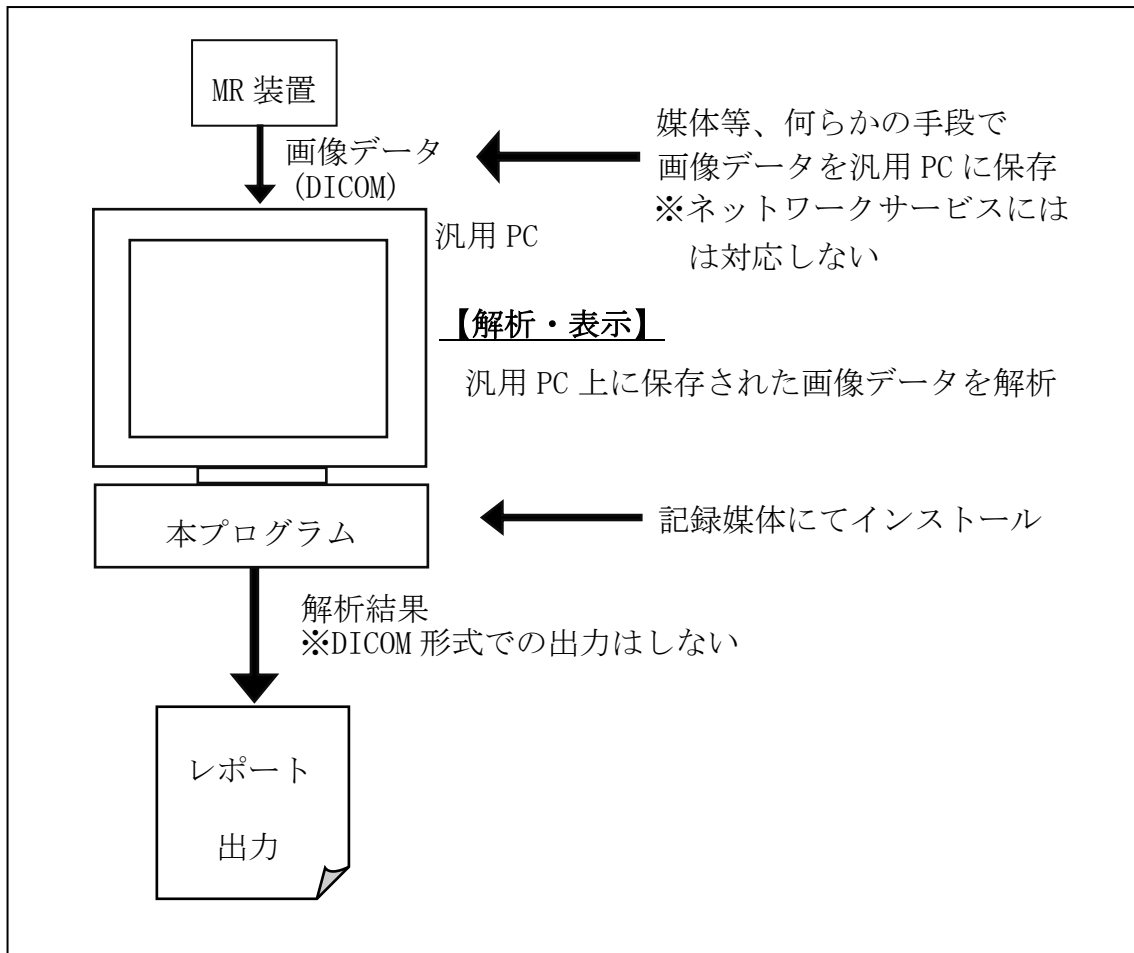 MR 装置
画像データ
(DICOM)
媒体等、何らかの手段で
画像データを汎用 PC に保存
※ネットワークサービスには
は対応しない
汎用 PC
【解析・表示】
汎用 PC 上に保存された画像データを解析
本プログラム
記録媒体にてインストール
解析結果
※DICOM 形式での出力はしない
レポート
出力